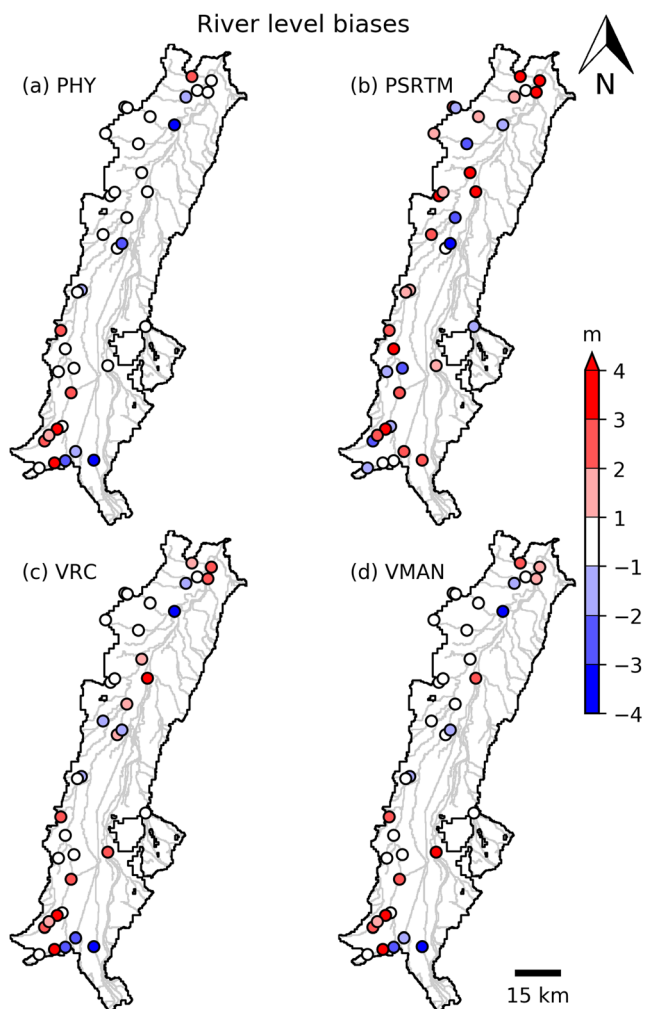 River level biases
(a) PHY
(b) PSRTM
N
m
4
3
2
1
−1
−2
−3
−4
(c) VRC
(d) VMAN
15 km